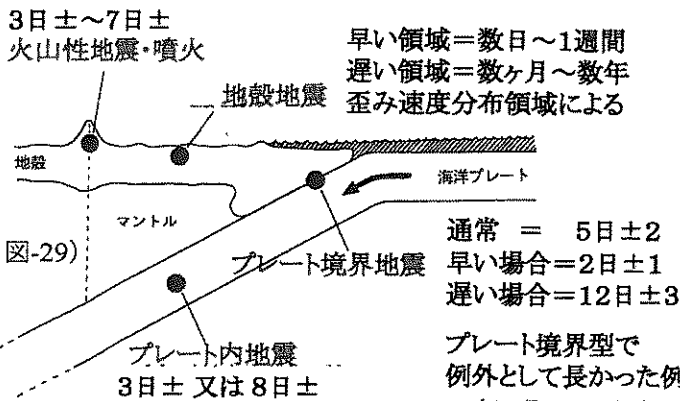 3日±～7日±
火山性地震・噴火
地殻地震
早い領域=数日～1週間
遅い領域=数ヶ月～数年
歪み速度分布領域による
地殻
マントル
海洋プレート
図-29)
プレート境界地震
通常 = 5日±2
早い場合=2日±1
遅い場合=12日±3
プレート内地震
3日± 又は 8日±
プレート境界型で
例外として長かった例